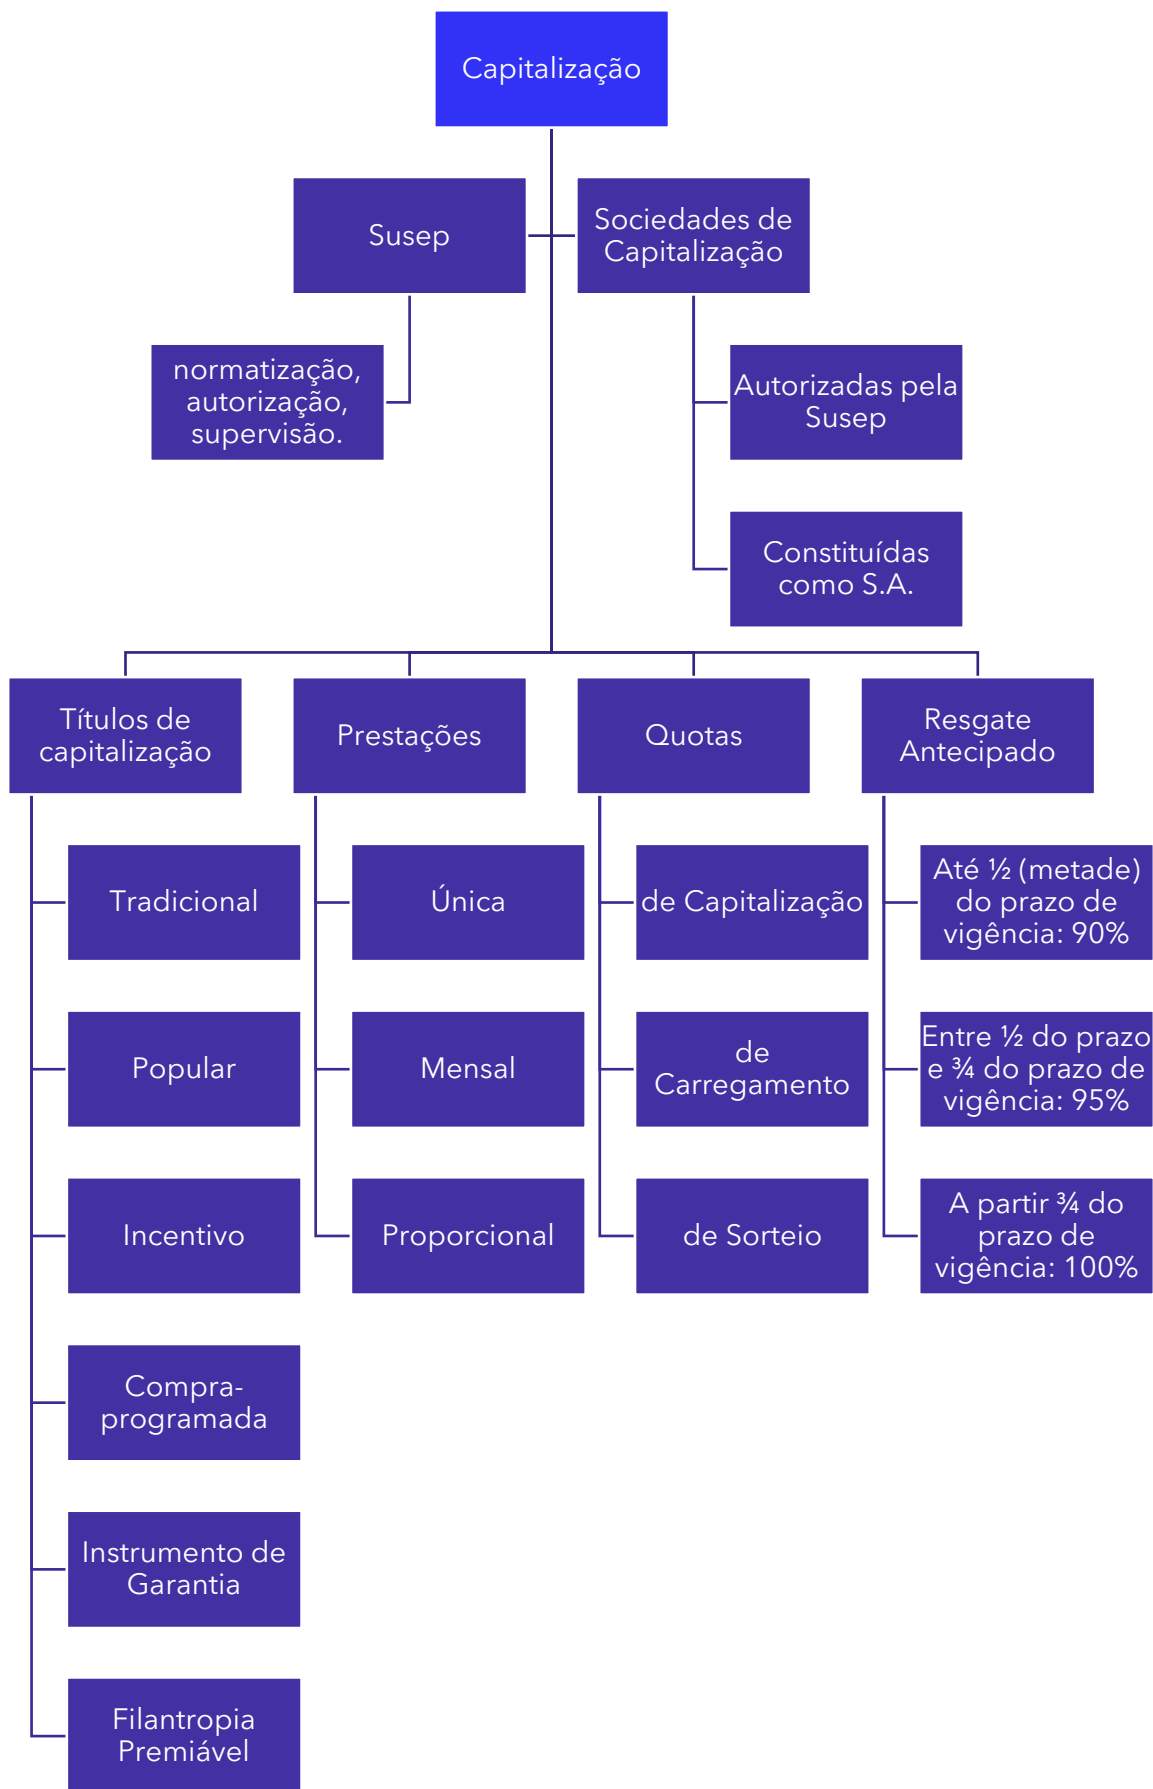 Capitalização
Susep
Sociedades de
Capitalização
normatização,
autorização,
supervisão.
Autorizadas pela
Susep
Constituídas
como S.A.
Títulos de
capitalização
Prestações
Quotas
Resgate
Antecipado
Tradicional
Única
de Capitalização
Até ½ (metade)
do prazo de
vigência: 90%
Popular
Mensal
de
Carregamento
Entre ½ do prazo
e ¾ do prazo de
vigência: 95%
Incentivo
Proporcional
de Sorteio
A partir ¾ do
prazo de
vigência: 100%
Compra-
programada
Instrumento de
Garantia
Filantropia
Premiável